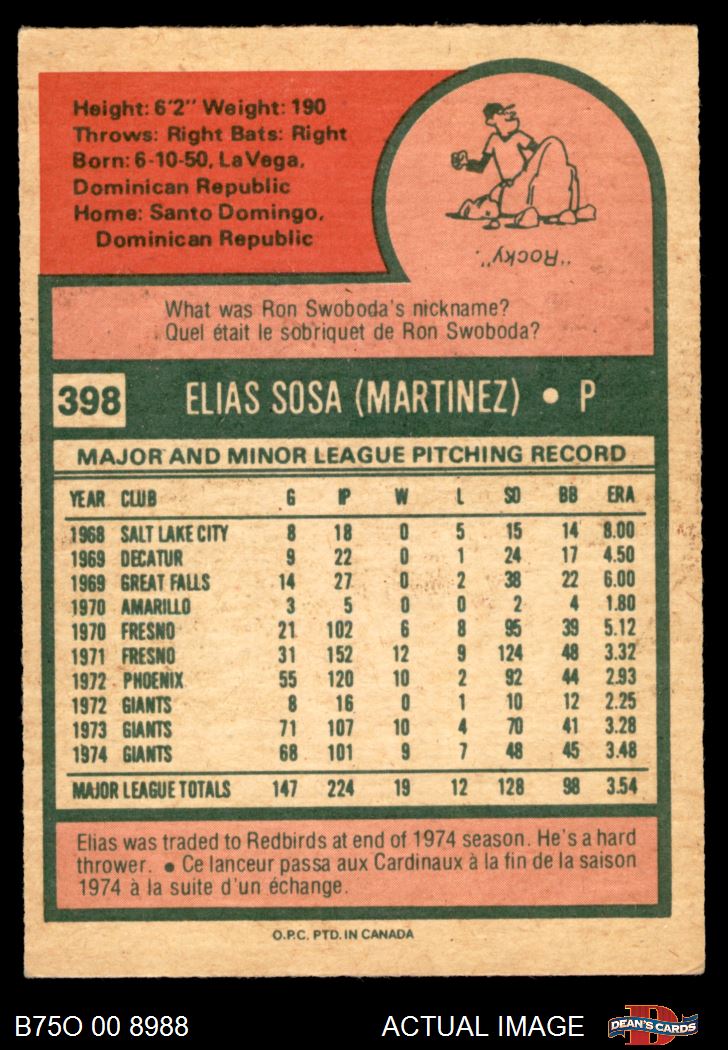 Height: 6'2" Weight: 190
Throws: Right Bats: Right
Born: 6-10-50, LaVega,
Dominican Republic
Home: Santo Domingo,
Dominican Republic
"Rocky".
What was Ron Swoboda's nickname?
Quel était le sobriquet de Ron Swoboda?
398 ELIAS SOSA (MARTINEZ) • P
MAJOR AND MINOR LEAGUE PITCHING RECORD
YEAR CLUB G IP W L SO BB ERA
1968 SALT LAKE CITY 8 18 0 5 15 14 8.00
1969 DECATUR 9 22 0 1 24 17 4.50
1969 GREAT FALLS 14 27 0 2 38 22 6.00
1970 AMARILLO 3 5 0 0 2 4 1.80
1970 FRESNO 21 102 6 8 95 39 5.12
1971 FRESNO 31 152 12 9 124 48 3.32
1972 PHOENIX 55 120 10 2 92 44 2.93
1972 GIANTS 8 16 0 1 10 12 2.25
1973 GIANTS 71 107 10 4 70 41 3.28
1974 GIANTS 68 101 9 7 48 45 3.48
MAJOR LEAGUE TOTALS 147 224 19 12 128 98 3.54
Elias was traded to Redbirds at end of 1974 season. He's a hard
thrower. • Ce lanceur passa aux Cardinaux à la fin de la saison
1974 à la suite d'un échange.
O.P.C. PTD. IN CANADA
B75O 00 8988 ACTUAL IMAGE D DEAN'S CARDS